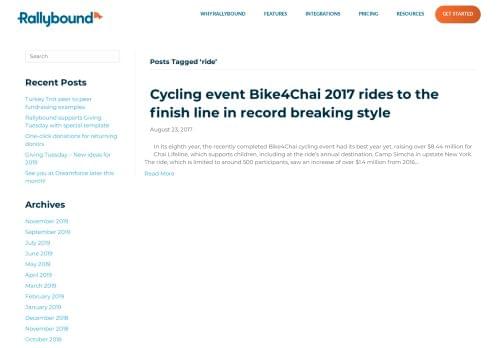 Rallybound
WHY RALLYBOUND
FEATURES
INTEGRATIONS
PRICING
RESOURCES
GET STARTED
Search
Recent Posts
Turkey Trot peer to peer
fundraising examples
Rallybound supports Giving
Tuesday with special template
One-click donations for returning
donors
Giving Tuesday – New ideas for
2019
See you at Dreamforce later this
month!
Archives
November 2019
September 2019
July 2019
June 2019
May 2019
April 2019
March 2019
February 2019
January 2019
December 2018
November 2018
October 2018
Posts Tagged ‘ride’
Cycling event Bike4Chai 2017 rides to the
finish line in record breaking style
August 23, 2017
In its eighth year, the recently completed Bike4Chai cycling event had its best year yet, raising over $8.44 million for
Chai Lifeline, which supports children, including at the ride’s annual destination, Camp Simcha in upstate New York.
The ride, which is limited to around 500 participants, saw an increase of over $1.4 million from 2016,...
Read More